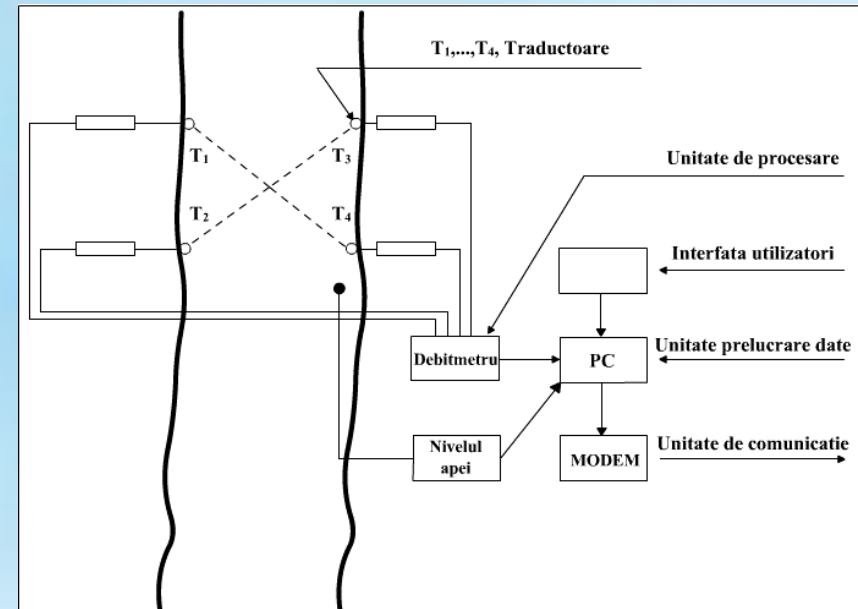 T₁,...,T₄, Traductoare
T₁
T₃
Unitate de procesare
T₂
T₄
Interfata utilizatori
Debitmetru
PC
Unitate prelucrare date
Nivelul
apei
MODEM
Unitate de comunicatie